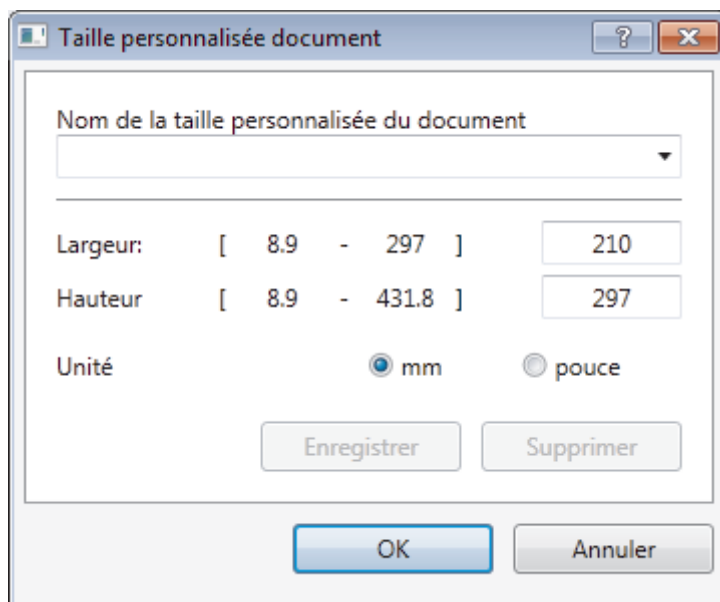 Taille personnalisée document
Nom de la taille personnalisée du document
Largeur: [ 8.9 - 297 ] 210
Hauteur [ 8.9 - 431.8 ] 297
Unité mm pouce
Enregistrer Supprimer
OK Annuler